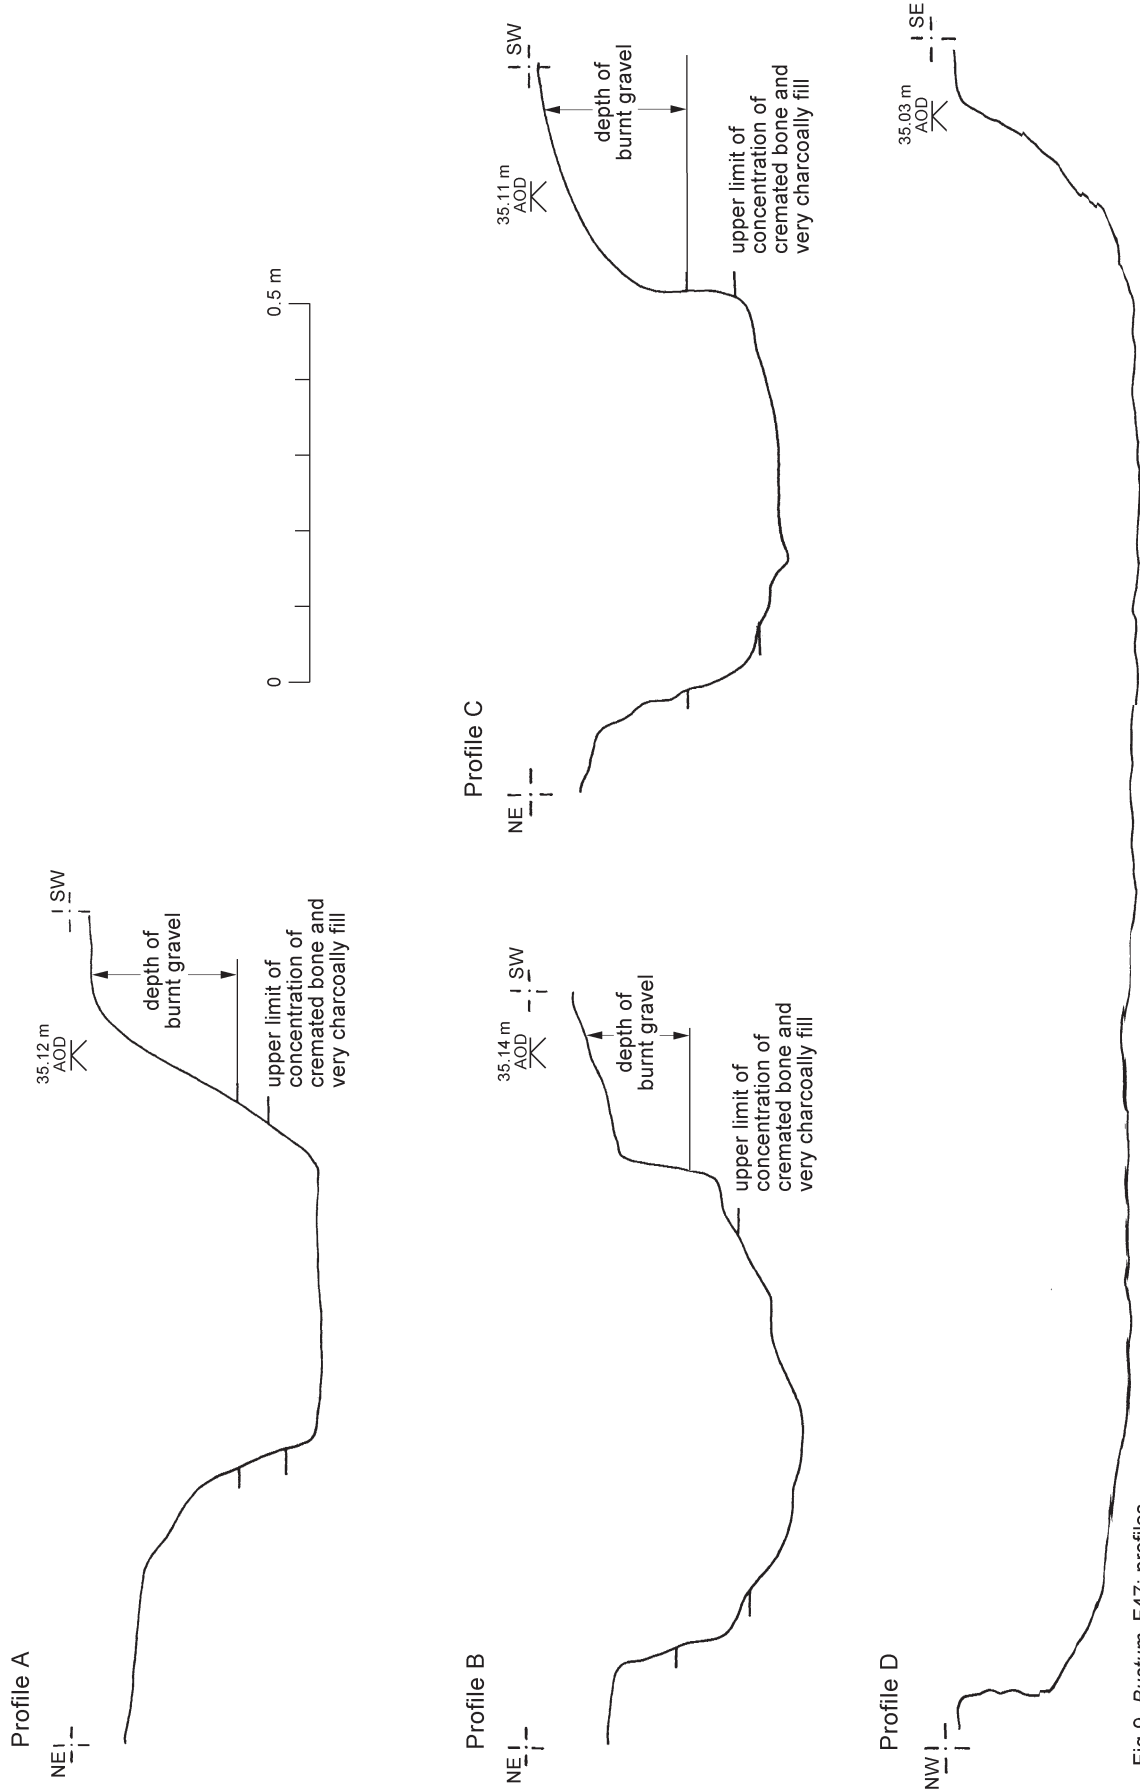 Profile A
NE
SW
35.12 m
AOD
depth of
burnt gravel
upper limit of
concentration of
cremated bone and
very charcoally fill
0
0.5 m
Profile B
NE
SW
35.14 m
AOD
depth of
burnt gravel
upper limit of
concentration of
cremated bone and
very charcoally fill
Profile C
NE
SW
35.11 m
AOD
depth of
burnt gravel
upper limit of
concentration of
cremated bone and
very charcoally fill
Profile D
NW
SE
35.03 m
AOD
Fig 9 Bustum F47: profiles